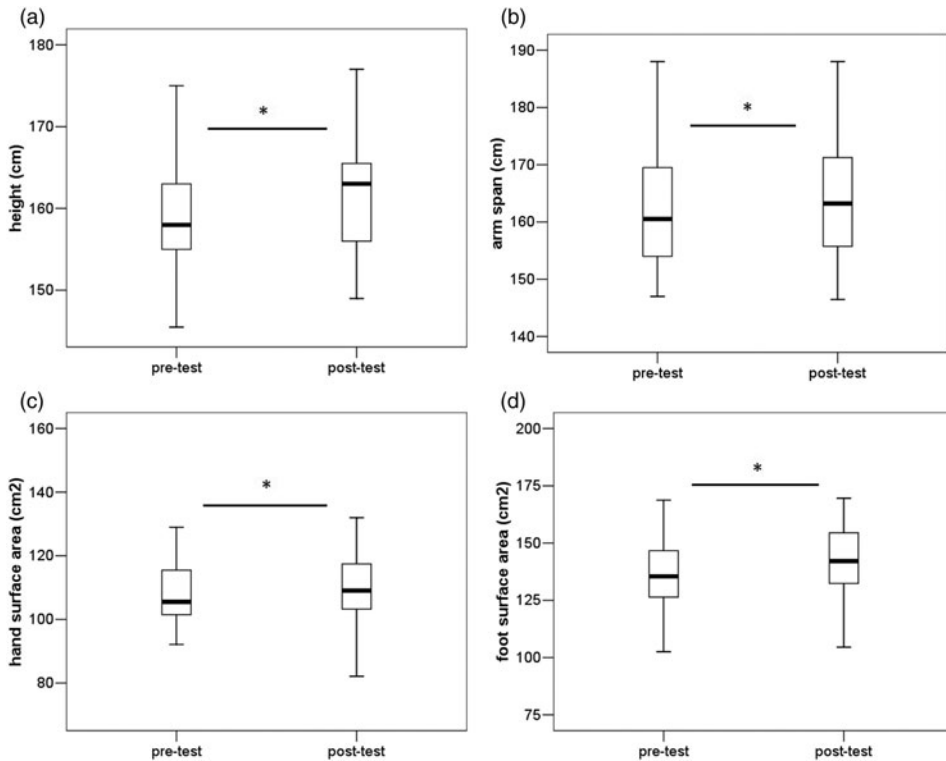 (a)
height (cm)
180
170
160
150
*
pre-test
post-test
(b)
arm span (cm)
190
180
170
160
150
140
*
pre-test
post-test
(c)
hand surface area (cm2)
160
140
120
100
80
*
pre-test
post-test
(d)
foot surface area (cm2)
200
175
150
125
100
75
*
pre-test
post-test